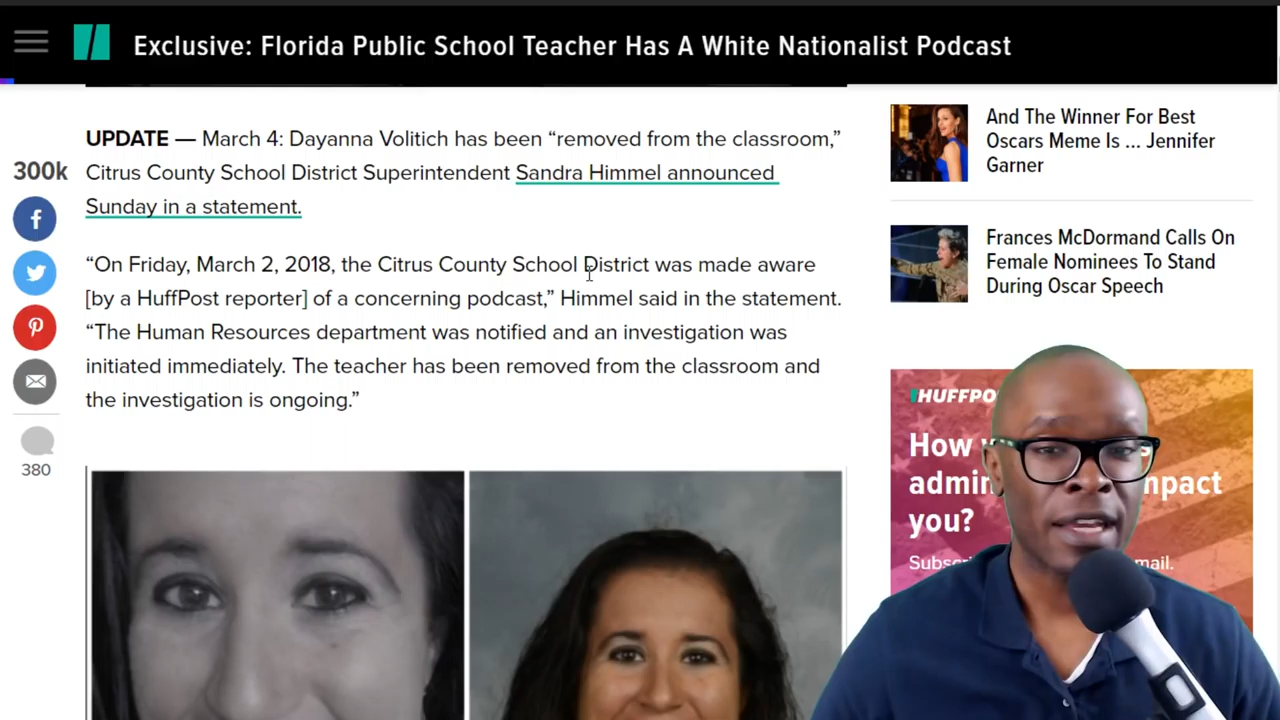 Exclusive: Florida Public School Teacher Has A White Nationalist Podcast
UPDATE — March 4: Dayanna Volitich has been “removed from the classroom,”
Citrus County School District Superintendent Sandra Himmel announced
Sunday in a statement.
“On Friday, March 2, 2018, the Citrus County School District was made aware
[by a HuffPost reporter] of a concerning podcast,” Himmel said in the statement.
“The Human Resources department was notified and an investigation was
initiated immediately. The teacher has been removed from the classroom and
the investigation is ongoing.”
300k
380
And The Winner For Best
Oscars Meme Is ... Jennifer
Garner
Frances McDormand Calls On
Female Nominees To Stand
During Oscar Speech
How
you?